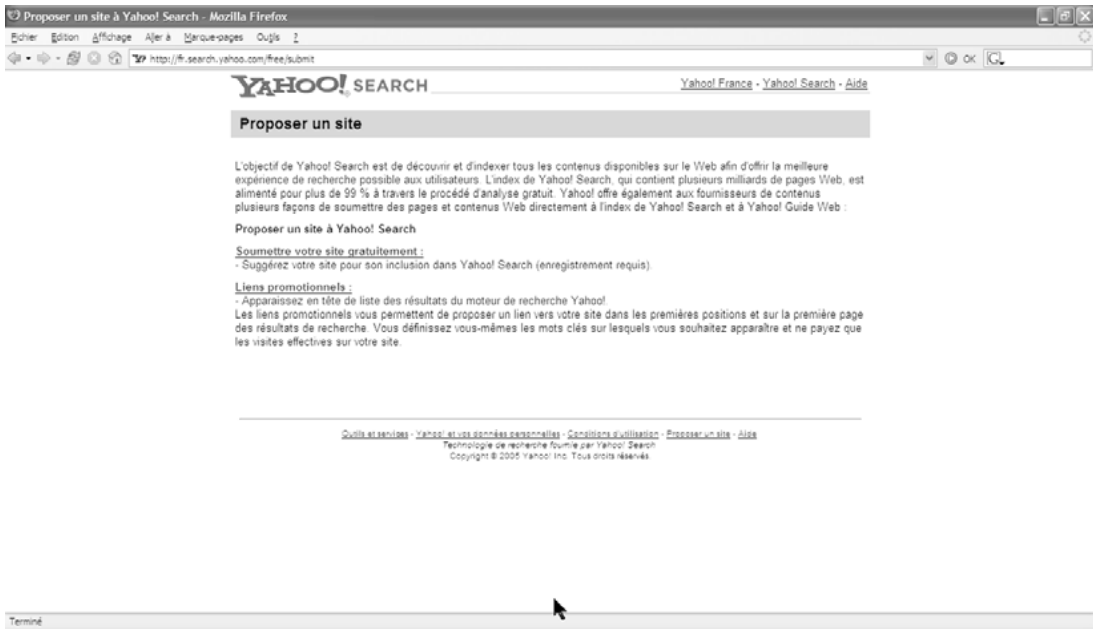 Proposer un site à Yahoo! Search - Mozilla Firefox
Fichier Edition Affichage Aller à Marque-pages Outils ?
http://fr.search.yahoo.com/free/submit OK G
YAHOO! SEARCH Yahoo! France - Yahoo! Search - Aide
Proposer un site
L'objectif de Yahoo! Search est de découvrir et d'indexer tous les contenus disponibles sur le Web afin d'offrir la meilleure
expérience de recherche possible aux utilisateurs. L'index de Yahoo! Search, qui contient plusieurs milliards de pages Web, est
alimenté pour plus de 99 % à travers le procédé d'analyse gratuit. Yahoo! offre également aux fournisseurs de contenus
plusieurs façons de soumettre des pages et contenus Web directement à l'index de Yahoo! Search et à Yahoo! Guide Web :
Proposer un site à Yahoo! Search
Soumettre votre site gratuitement :
- Suggérez votre site pour son inclusion dans Yahoo! Search (enregistrement requis).
Liens promotionnels :
- Apparaissez en tête de liste des résultats du moteur de recherche Yahoo!.
Les liens promotionnels vous permettent de proposer un lien vers votre site dans les premières positions et sur la première page
des résultats de recherche. Vous définissez vous-mêmes les mots clés sur lesquels vous souhaitez apparaître et ne payez que
les visites effectives sur votre site.
Outils et services - Yahoo! et vos données personnelles - Conditions d'utilisation - Proposer un site - Aide
Technologie de recherche fournie par Yahoo! Search
Copyright © 2005 Yahoo! Inc. Tous droits réservés.
Terminé